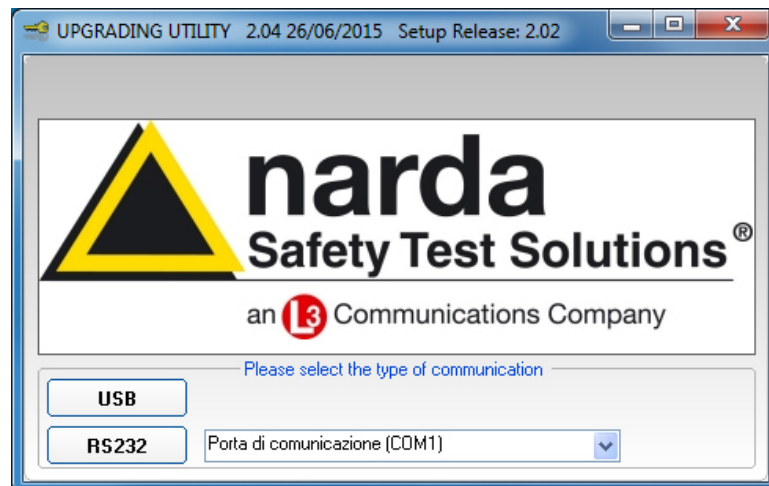 UPGRADING UTILITY 2.04 26/06/2015 Setup Release: 2.02
narda
Safety Test Solutions®
an L3 Communications Company
Please select the type of communication
USB
RS232
Porta di comunicazione (COM1)